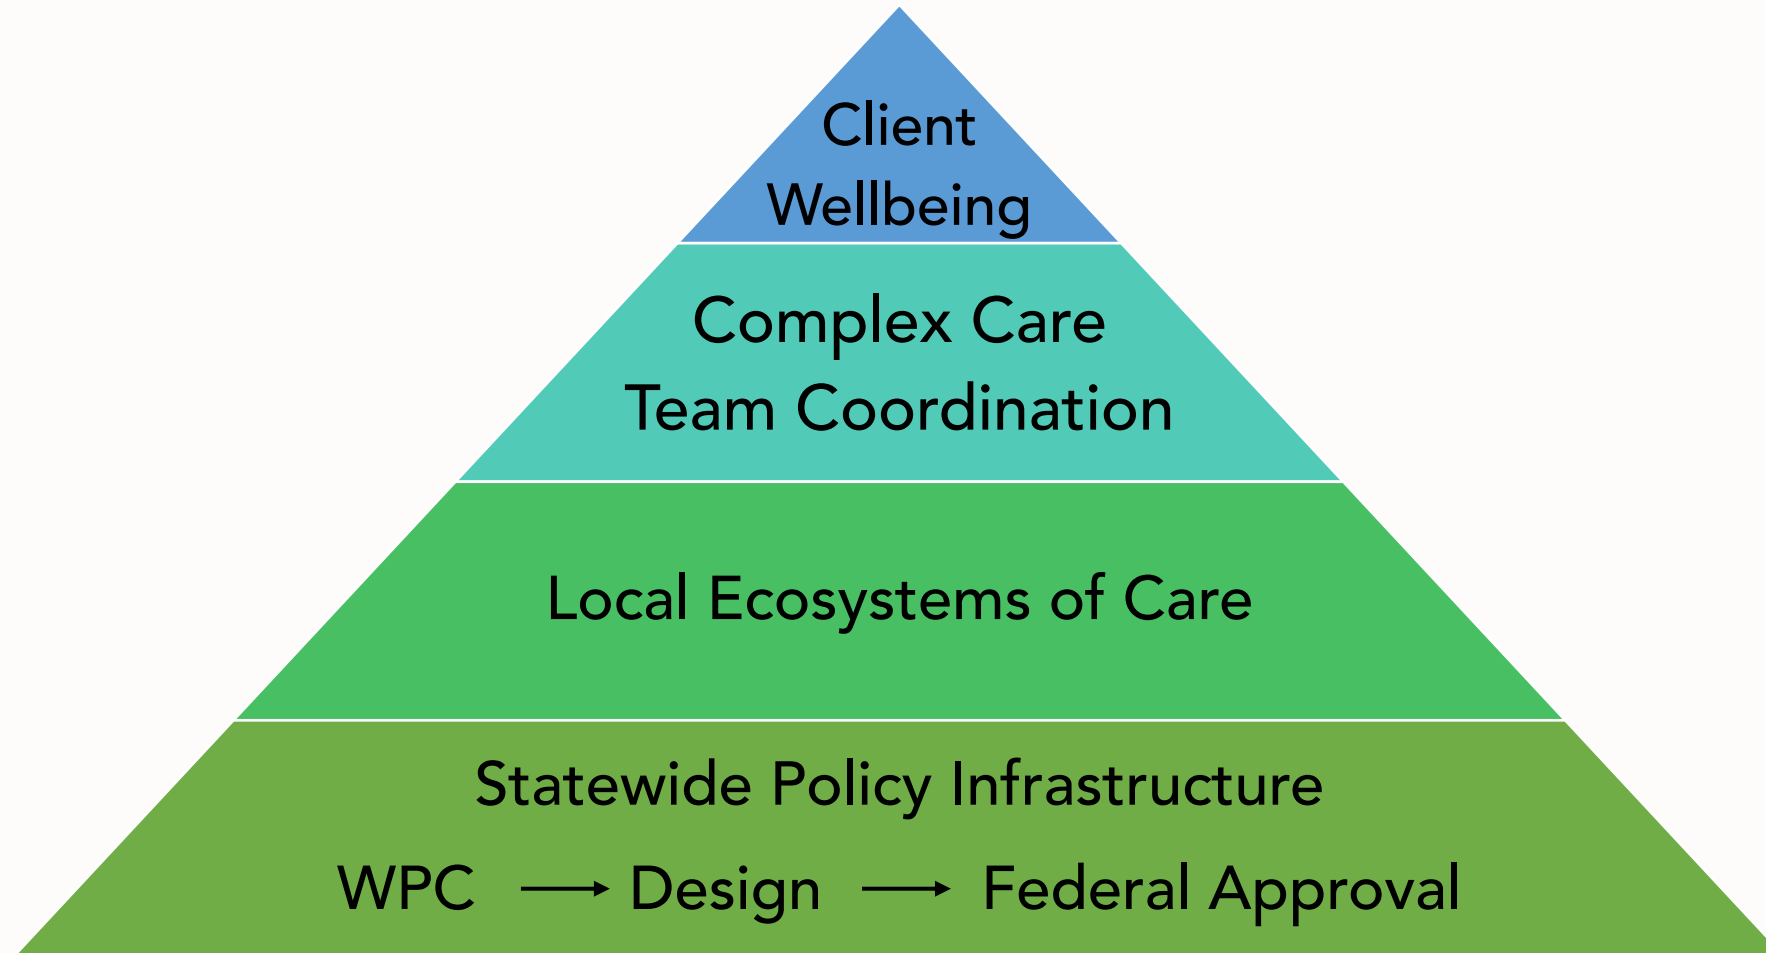 Client
Wellbeing
Complex Care
Team Coordination
Local Ecosystems of Care
Statewide Policy Infrastructure
WPC → Design → Federal Approval